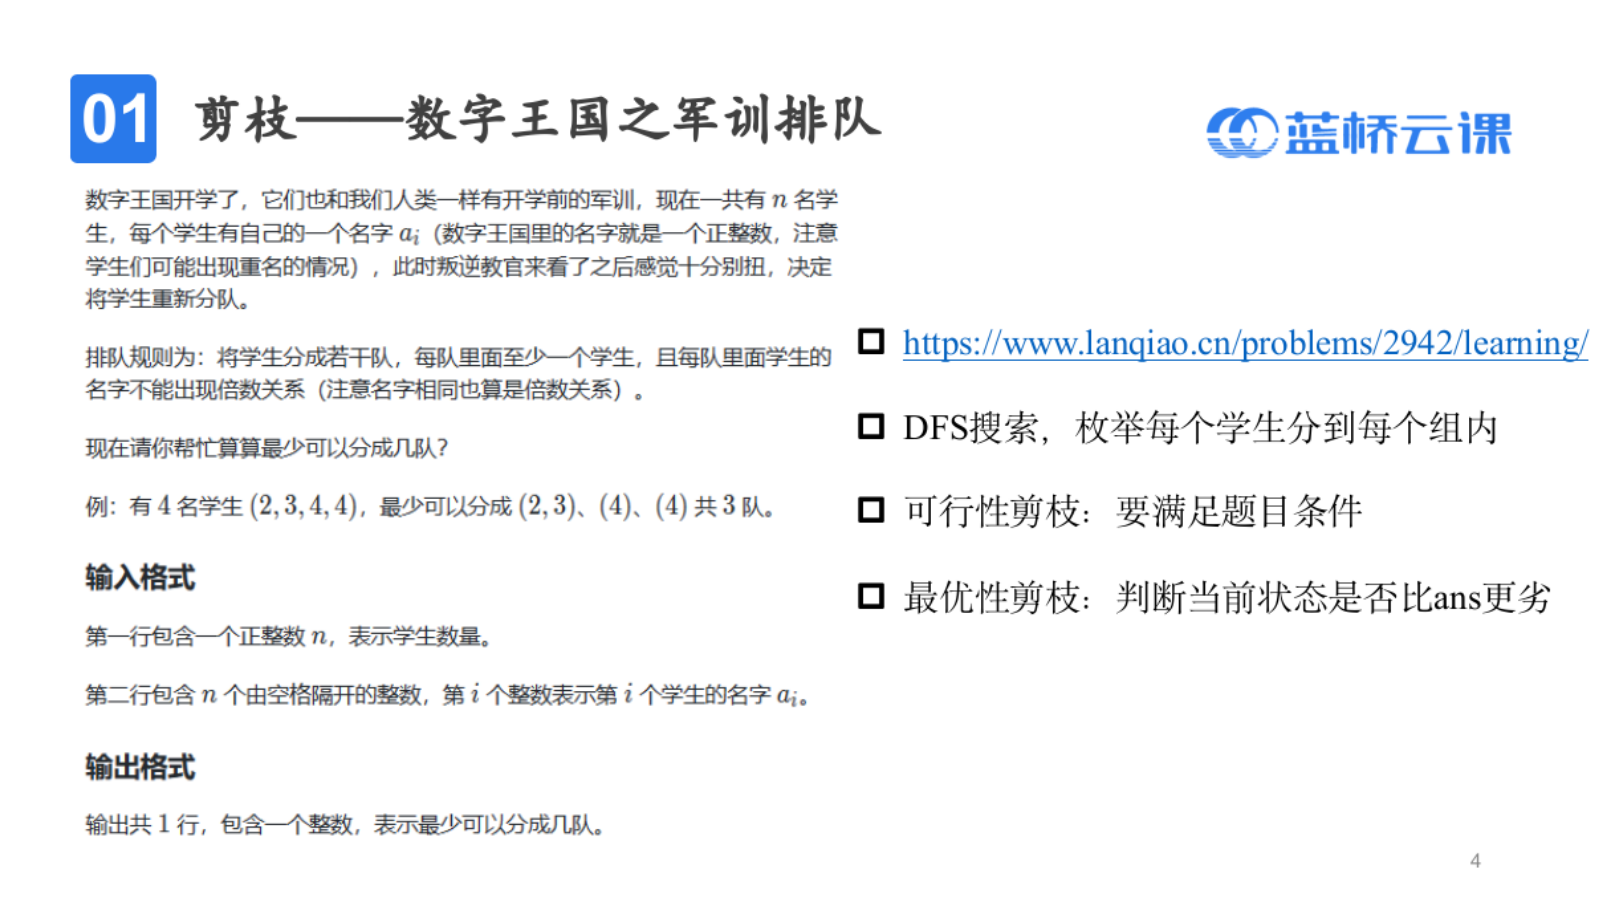 01 剪枝——数字王国之军训排队
蓝桥云课
数字王国开学了，它们也和我们人类一样有开学前的军训，现在一共有 n 名学
生，每个学生有自己的一个名字 a_i（数字王国里的名字就是一个正整数，注意
学生们可能出现重名的情况），此时叛逆教官来看了之后感觉十分别扭，决定
将学生重新分队。
排队规则为：将学生分成若干队，每队里面至少一个学生，且每队里面学生的
名字不能出现倍数关系（注意名字相同也算是倍数关系）。
现在请你帮忙算算最少可以分成几队？
例：有 4 名学生 (2, 3, 4, 4)，最少可以分成 (2, 3)、(4)、(4) 共 3 队。
输入格式
第一行包含一个正整数 n，表示学生数量。
第二行包含 n 个由空格隔开的整数，第 i 个整数表示第 i 个学生的名字 a_i。
输出格式
输出共 1 行，包含一个整数，表示最少可以分成几队。
https://www.lanqiao.cn/problems/2942/learning/
DFS搜索，枚举每个学生分到每个组内
可行性剪枝：要满足题目条件
最优性剪枝：判断当前状态是否比ans更劣
4